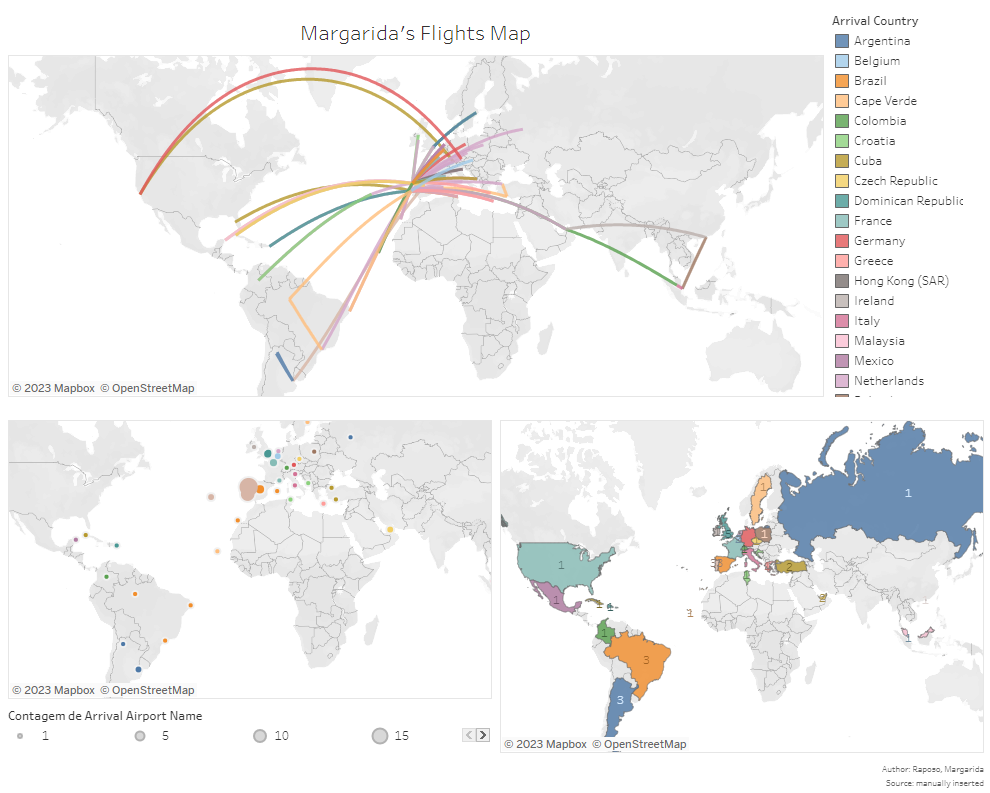 Margarida's Flights Map
Arrival Country
Argentina
Belgium
Brazil
Cape Verde
Colombia
Croatia
Cuba
Czech Republic
Dominican Republic
France
Germany
Greece
Hong Kong (SAR)
Ireland
Italy
Malaysia
Mexico
Netherlands
© 2023 Mapbox © OpenStreetMap
© 2023 Mapbox © OpenStreetMap
Contagem de Arrival Airport Name
1 5 10 15
1
1
1
1
1
2
1
1
1
2
1
1
1
3
3
© 2023 Mapbox © OpenStreetMap
Author: Raposo, Margarida
Source: manually inserted